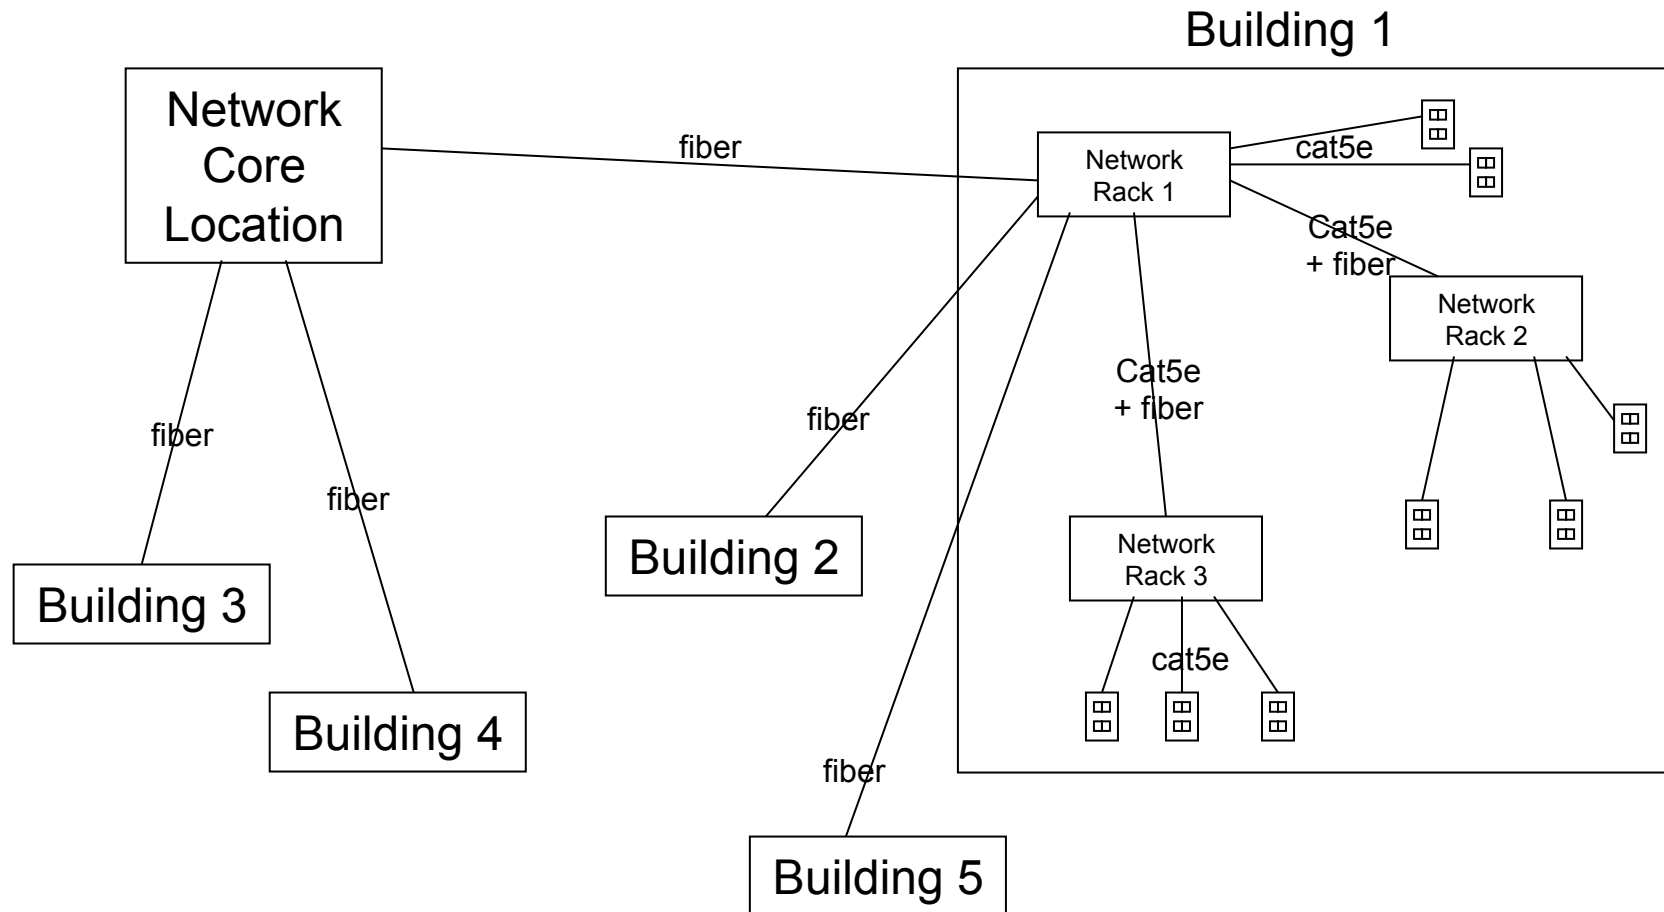 Building 1
Network
Core
Location
fiber
Network
Rack 1
cat5e
Cat5e
+ fiber
Network
Rack 2
Cat5e
+ fiber
fiber
fiber
fiber
Building 2
Network
Rack 3
Building 3
cat5e
Building 4
fiber
Building 5